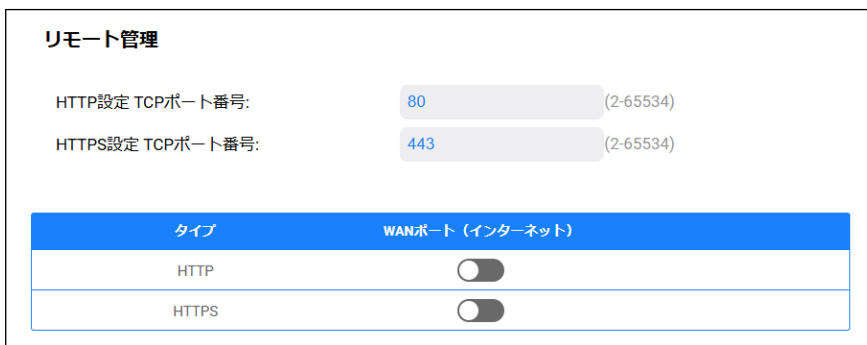 リモート管理
HTTP設定 TCPポート番号: 80 (2-65534)
HTTPS設定 TCPポート番号: 443 (2-65534)
タイプ WANポート（インターネット）
HTTP
HTTPS